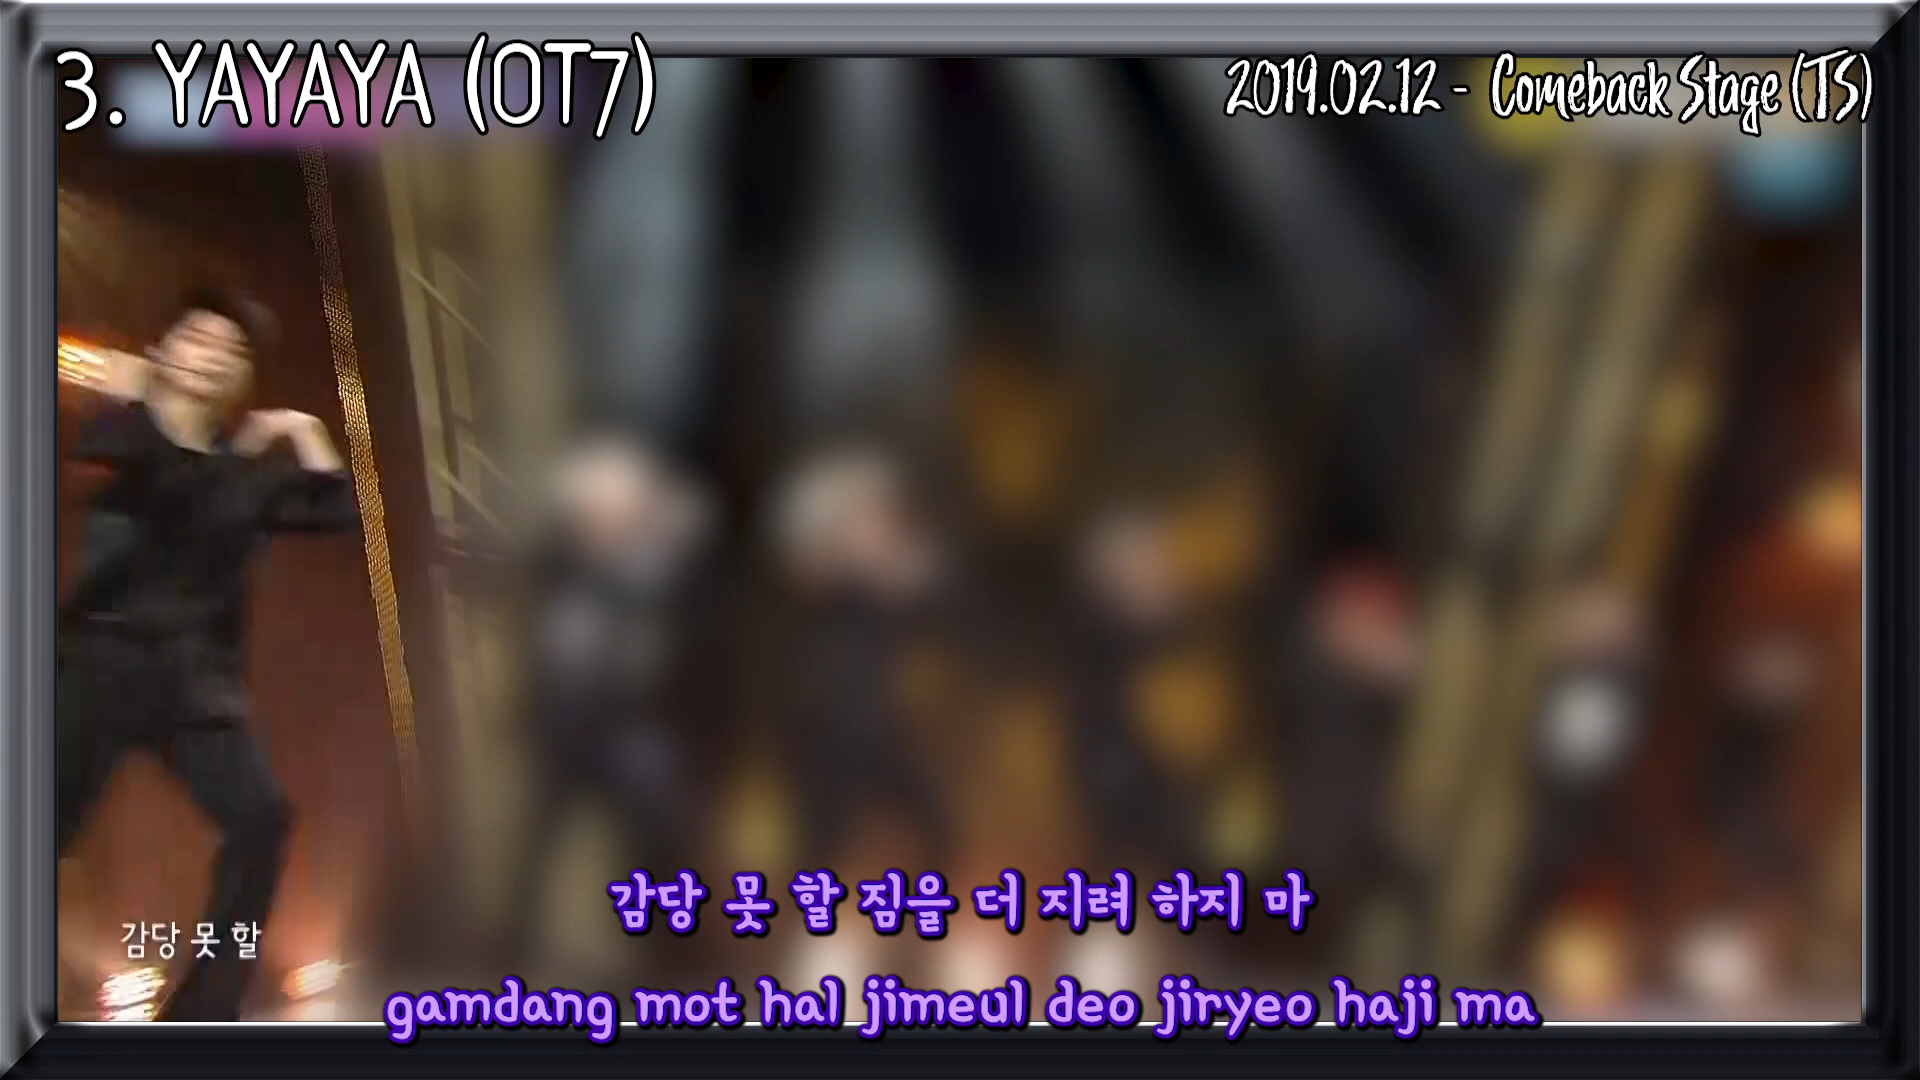 3. YAYAYA (OT7)
2019.02.12 - Comeback Stage (TS)
감당 못 할 짐을 더 지려 하지 마
감당 못 할
gamdang mot hal jimeul deo jiryeo haji ma